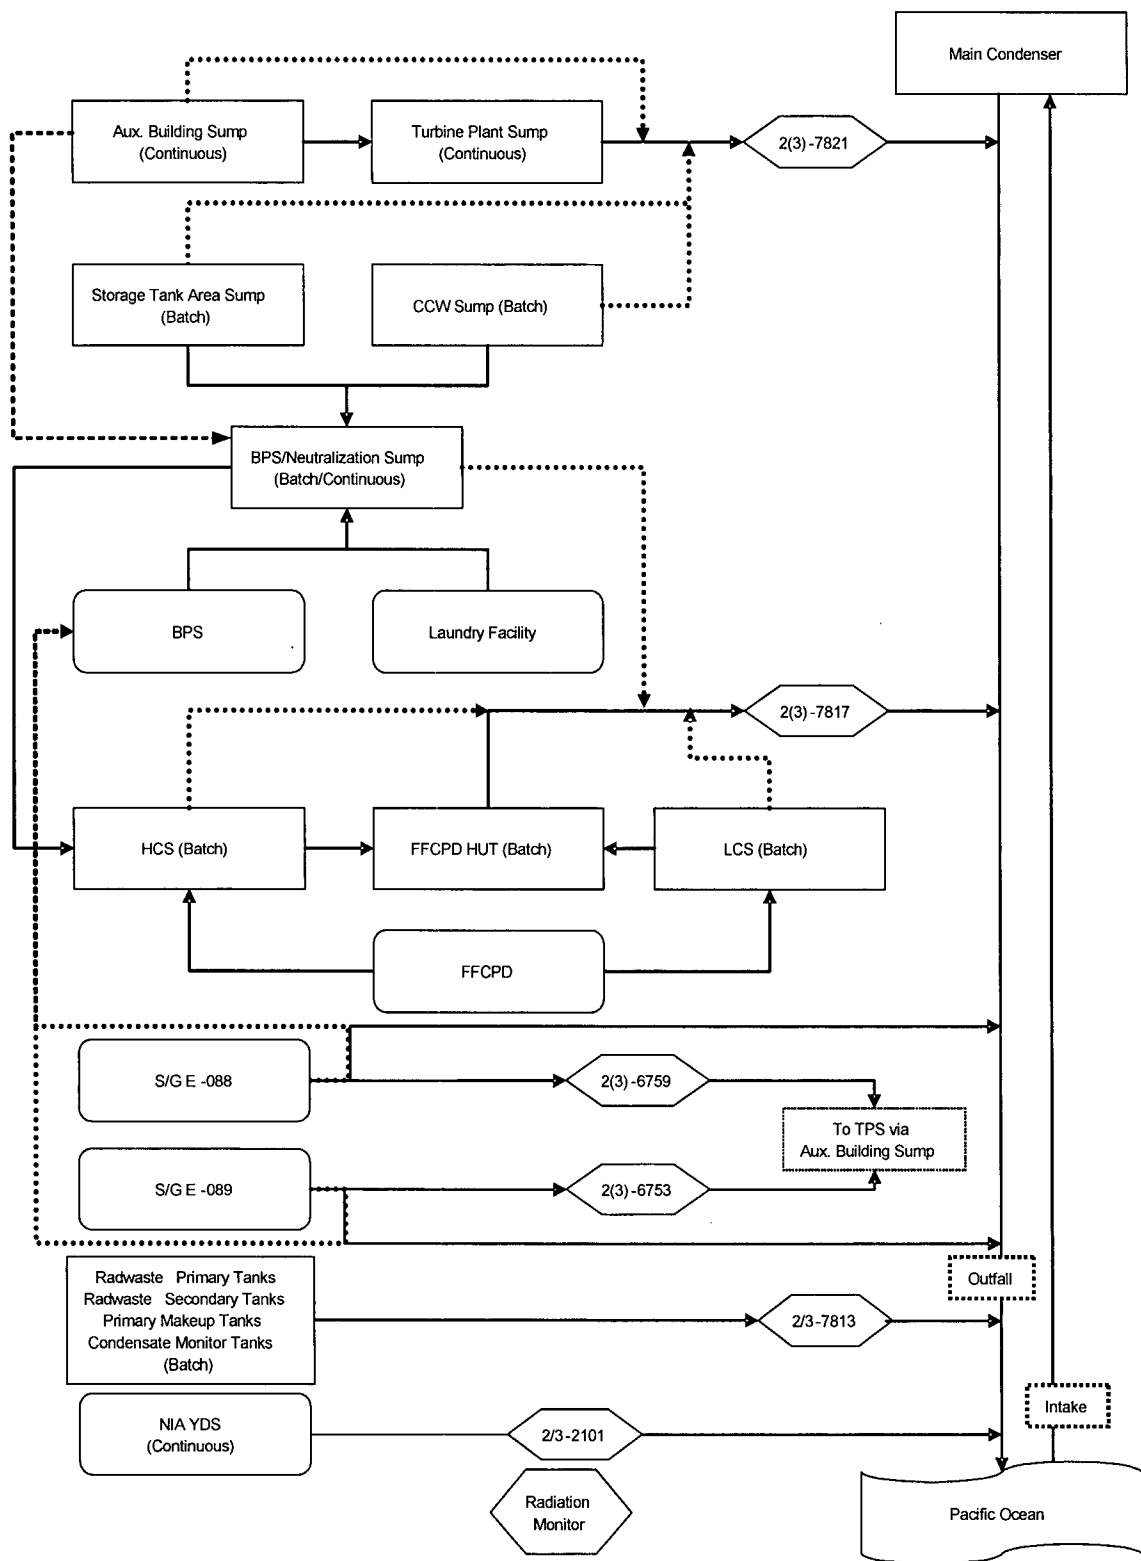 Main Condenser
Aux. Building Sump
(Continuous)
Turbine Plant Sump
(Continuous)
2(3)-7821
Storage Tank Area Sump
(Batch)
CCW Sump (Batch)
BPS/Neutralization Sump
(Batch/Continuous)
BPS
Laundry Facility
2(3)-7817
HCS (Batch)
FFCPD HUT (Batch)
LCS (Batch)
FFCPD
S/G E-088
2(3)-6759
To TPS via
Aux. Building Sump
S/G E-089
2(3)-6753
Outfall
Radwaste Primary Tanks
Radwaste Secondary Tanks
Primary Makeup Tanks
Condensate Monitor Tanks
(Batch)
2/3-7813
Intake
NIA YDS
(Continuous)
2/3-2101
Radiation
Monitor
Pacific Ocean